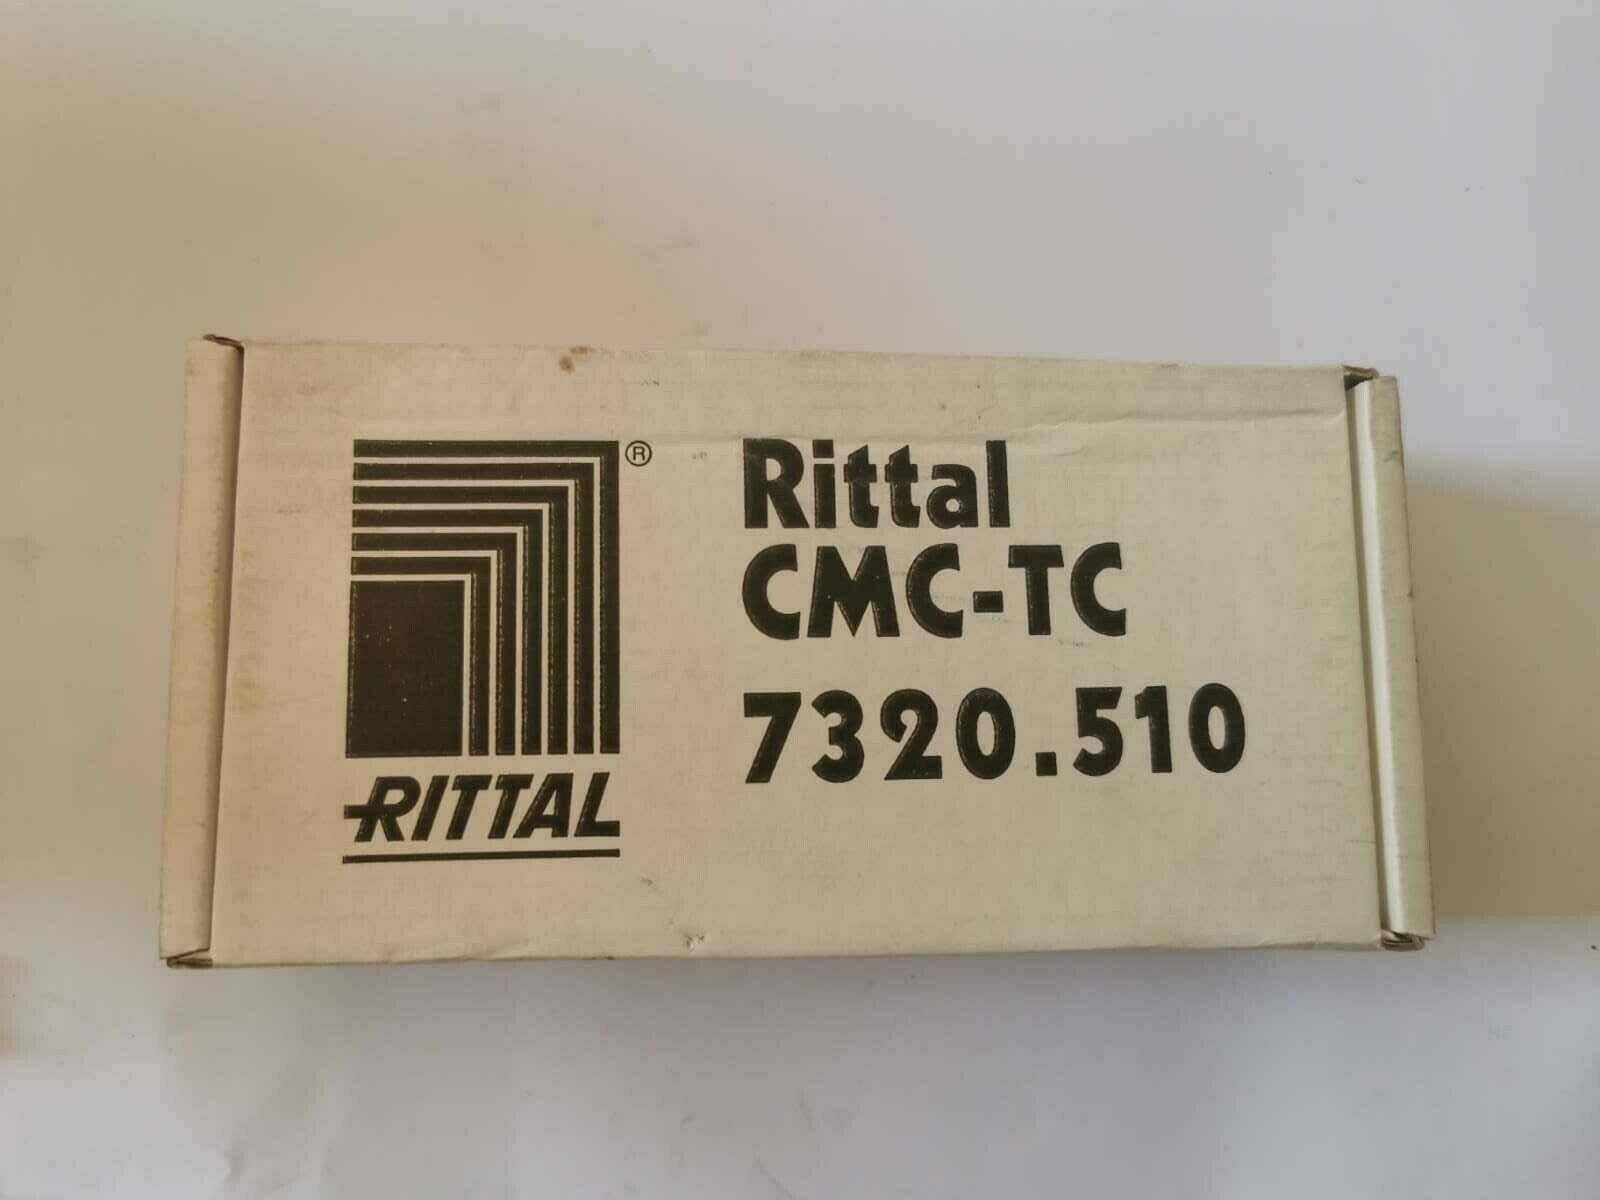 ®
RITTAL
Rittal
CMC-TC
7320.510